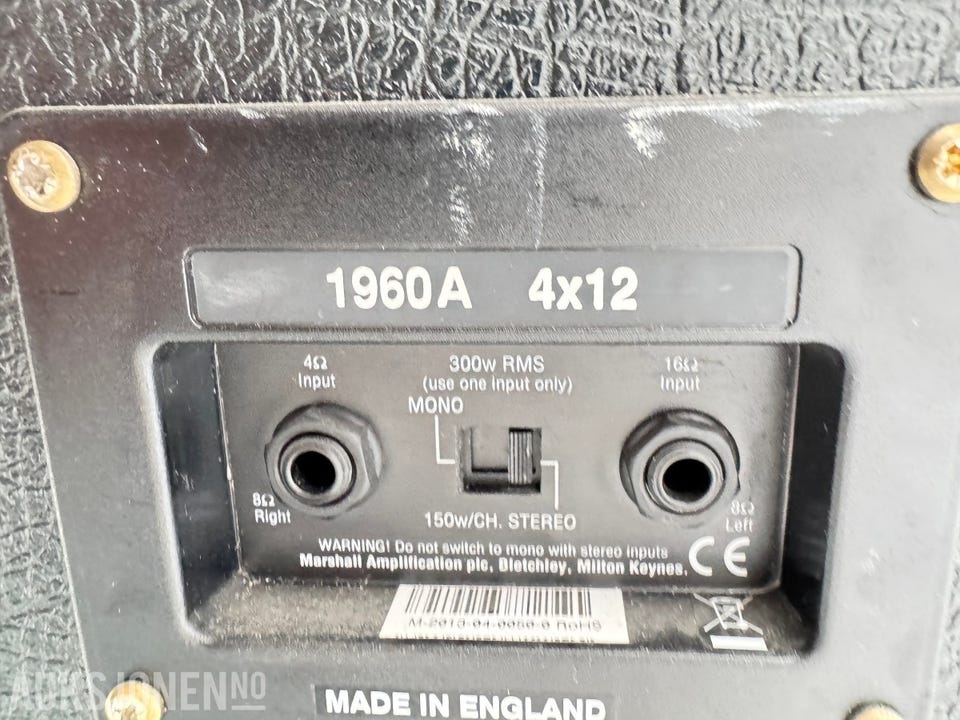 1960A 4x12
4Ω
Input
300w RMS
(use one input only)
16Ω
Input
MONO
8Ω
Right
150w/CH. STEREO
8Ω
Left
WARNING! Do not switch to mono with stereo inputs
Marshall Amplification plc, Bletchley, Milton Keynes.
CE
RoHS
MADE IN ENGLAND
AUKSJONEN.NO